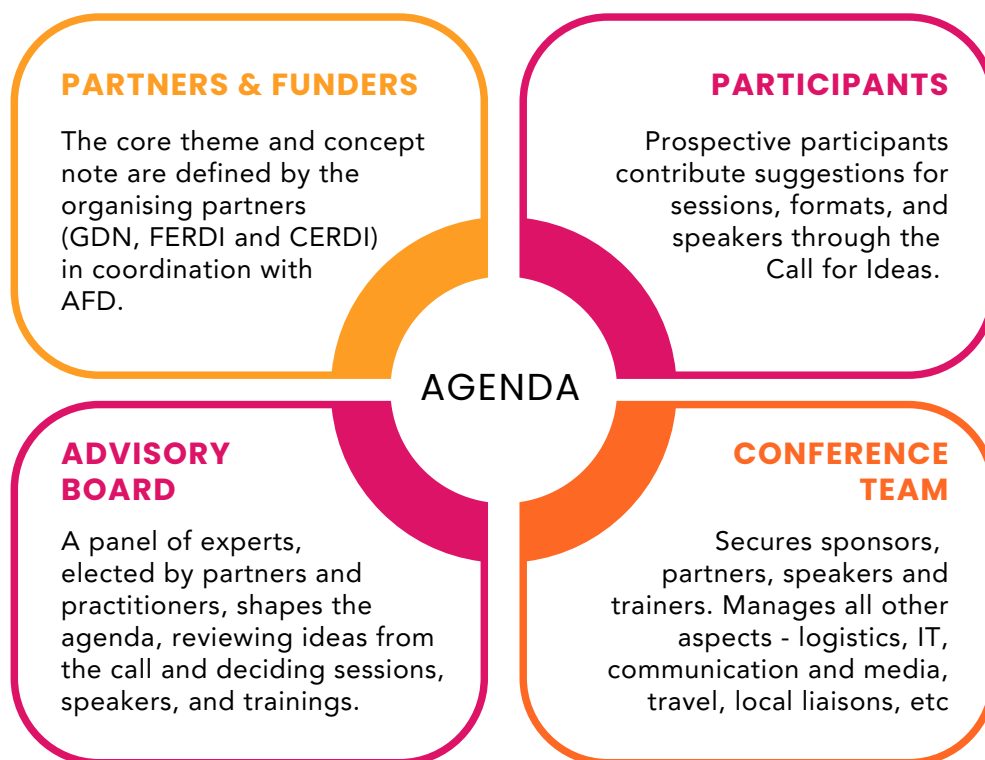 PARTNERS & FUNDERS
The core theme and concept
note are defined by the
organising partners
(GDN, FERDI and CERDI)
in coordination with
AFD.
PARTICIPANTS
Prospective participants
contribute suggestions for
sessions, formats, and
speakers through the
Call for Ideas.
AGENDA
ADVISORY
BOARD
A panel of experts,
elected by partners and
practitioners, shapes the
agenda, reviewing ideas from
the call and deciding sessions,
speakers, and trainings.
CONFERENCE
TEAM
Secures sponsors,
partners, speakers and
trainers. Manages all other
aspects - logistics, IT,
communication and media,
travel, local liaisons, etc